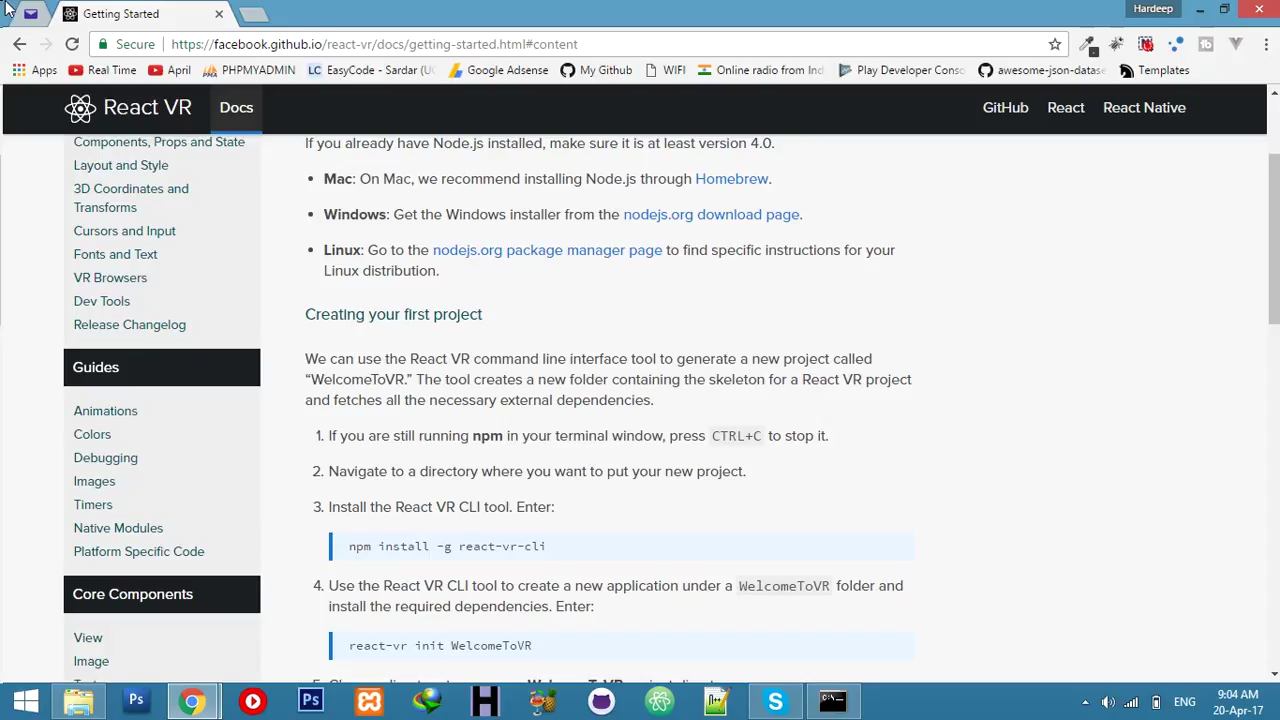 Getting Started
Hardeep
Secure
https://facebook.github.io/react-vr/docs/getting-started.html#content
Apps
Real Time
April
PHPMYADMIN
EasyCode - Sardar (UC
Google Adsense
My Github
WIFI
Online radio from Ind
Play Developer Conso
awesome-json-datase
Templates
React VR
Docs
GitHub
React
React Native
Components, Props and State
Layout and Style
3D Coordinates and
Transforms
Cursors and Input
Fonts and Text
VR Browsers
Dev Tools
Release Changelog
Guides
Animations
Colors
Debugging
Images
Timers
Native Modules
Platform Specific Code
Core Components
View
Image
If you already have Node.js installed, make sure it is at least version 4.0.
• Mac: On Mac, we recommend installing Node.js through Homebrew.
• Windows: Get the Windows installer from the nodejs.org download page.
• Linux: Go to the nodejs.org package manager page to find specific instructions for your
Linux distribution.
Creating your first project
We can use the React VR command line interface tool to generate a new project called
“WelcomeToVR.” The tool creates a new folder containing the skeleton for a React VR project
and fetches all the necessary external dependencies.
1. If you are still running npm in your terminal window, press CTRL+C to stop it.
2. Navigate to a directory where you want to put your new project.
3. Install the React VR CLI tool. Enter:
npm install -g react-vr-cli
4. Use the React VR CLI tool to create a new application under a WelcomeToVR folder and
install the required dependencies. Enter:
react-vr init WelcomeToVR
ENG
9:04 AM
20-Apr-17